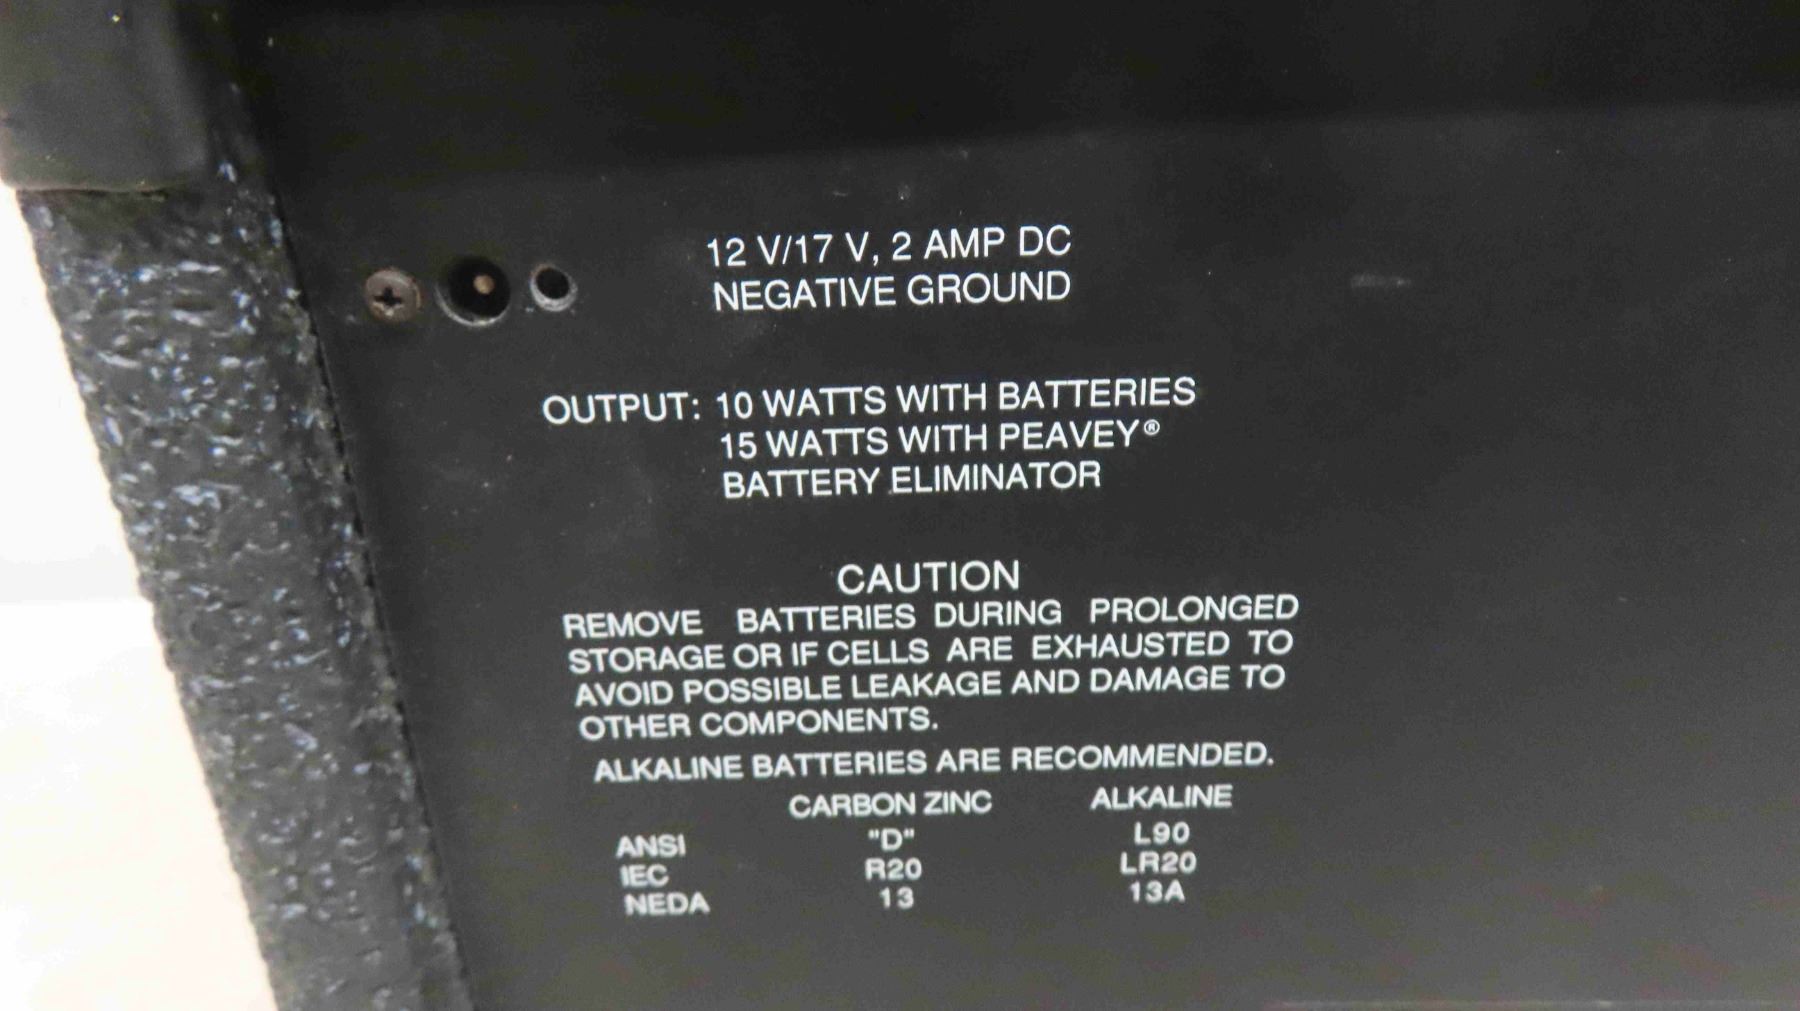 12 V/17 V, 2 AMP DC
NEGATIVE GROUND
OUTPUT: 10 WATTS WITH BATTERIES
15 WATTS WITH PEAVEY®
BATTERY ELIMINATOR
CAUTION
REMOVE BATTERIES DURING PROLONGED
STORAGE OR IF CELLS ARE EXHAUSTED TO
AVOID POSSIBLE LEAKAGE AND DAMAGE TO
OTHER COMPONENTS.
ALKALINE BATTERIES ARE RECOMMENDED.
CARBON ZINC ALKALINE
ANSI "D" L90
IEC R20 LR20
NEDA 13 13A